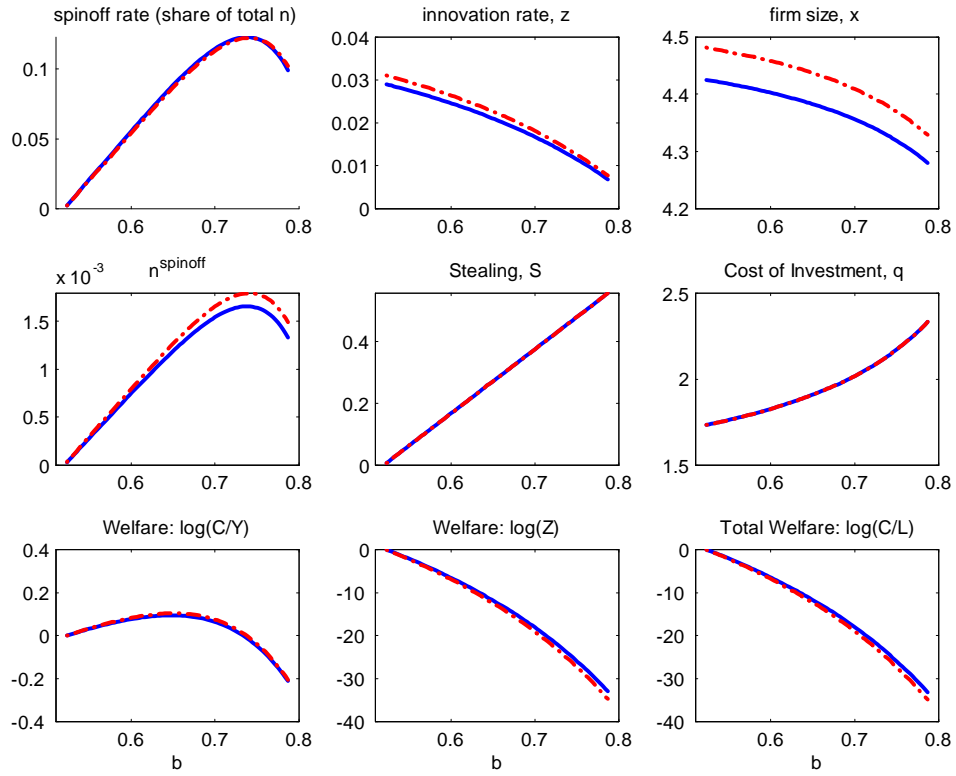 spinoff rate (share of total n)
0.1
0.05
0
0.6 0.7 0.8
innovation rate, z
0.04
0.03
0.02
0.01
0
0.6 0.7 0.8
firm size, x
4.5
4.4
4.3
4.2
0.6 0.7 0.8
x 10^-3
n^spinoff
1.5
1
0.5
0
0.6 0.7 0.8
Stealing, S
0.4
0.2
0
0.6 0.7 0.8
Cost of Investment, q
2.5
2
1.5
0.6 0.7 0.8
Welfare: log(C/Y)
0.4
0.2
0
-0.2
-0.4
0.6 0.7 0.8
b
Welfare: log(Z)
0
-10
-20
-30
-40
0.6 0.7 0.8
b
Total Welfare: log(C/L)
0
-10
-20
-30
-40
0.6 0.7 0.8
b